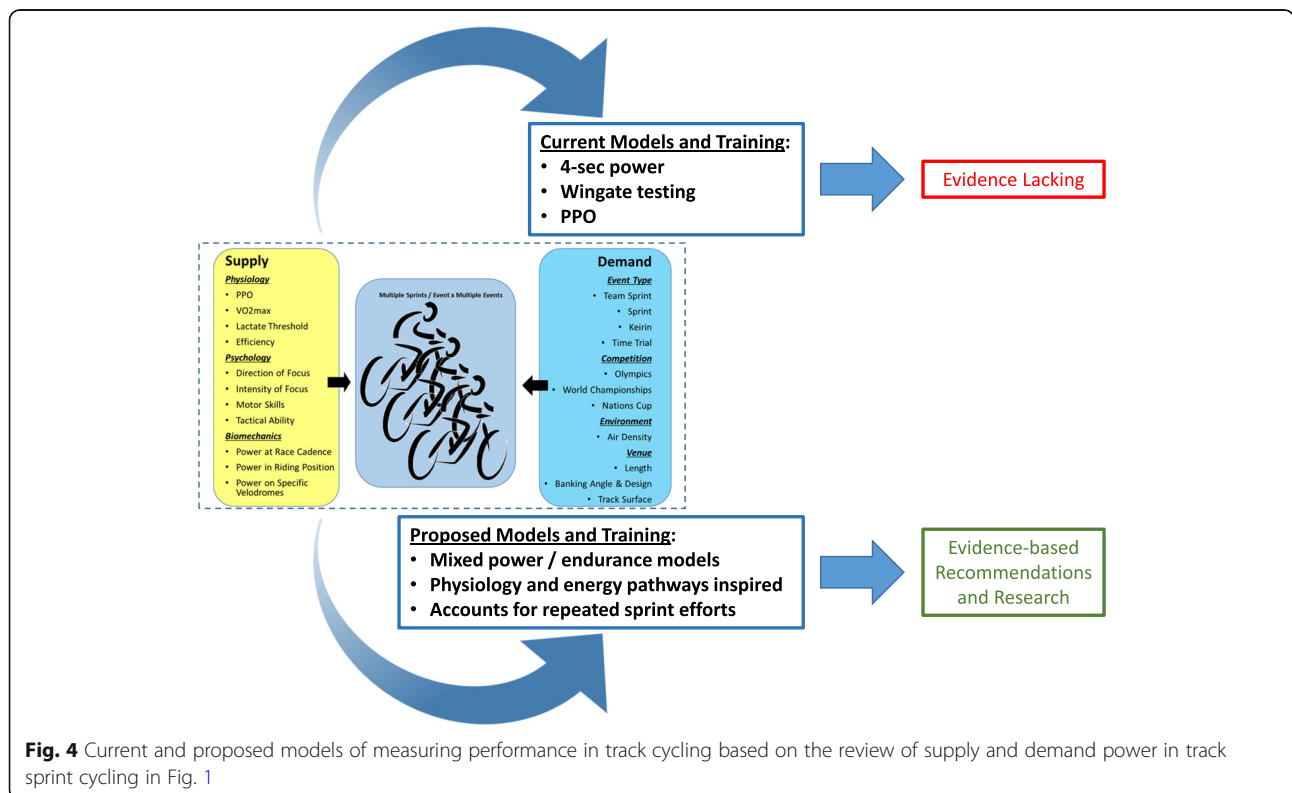 Current Models and Training:
• 4-sec power
• Wingate testing
• PPO
Evidence Lacking
Supply
Physiology
• PPO
• VO2max
• Lactate Threshold
• Efficiency
Psychology
• Direction of Focus
• Intensity of Focus
• Motor Skills
• Tactical Ability
Biomechanics
• Power at Race Cadence
• Power in Riding Position
• Power on Specific
Velodromes
Multiple Sprints / Event x Multiple Events
Demand
Event Type
• Team Sprint
• Sprint
• Keirin
• Time Trial
Competition
• Olympics
• World Championships
• Nations Cup
Environment
• Air Density
Venue
• Length
• Banking Angle & Design
• Track Surface
Proposed Models and Training:
• Mixed power / endurance models
• Physiology and energy pathways inspired
• Accounts for repeated sprint efforts
Evidence-based
Recommendations
and Research
Fig. 4 Current and proposed models of measuring performance in track cycling based on the review of supply and demand power in track
sprint cycling in Fig. 1